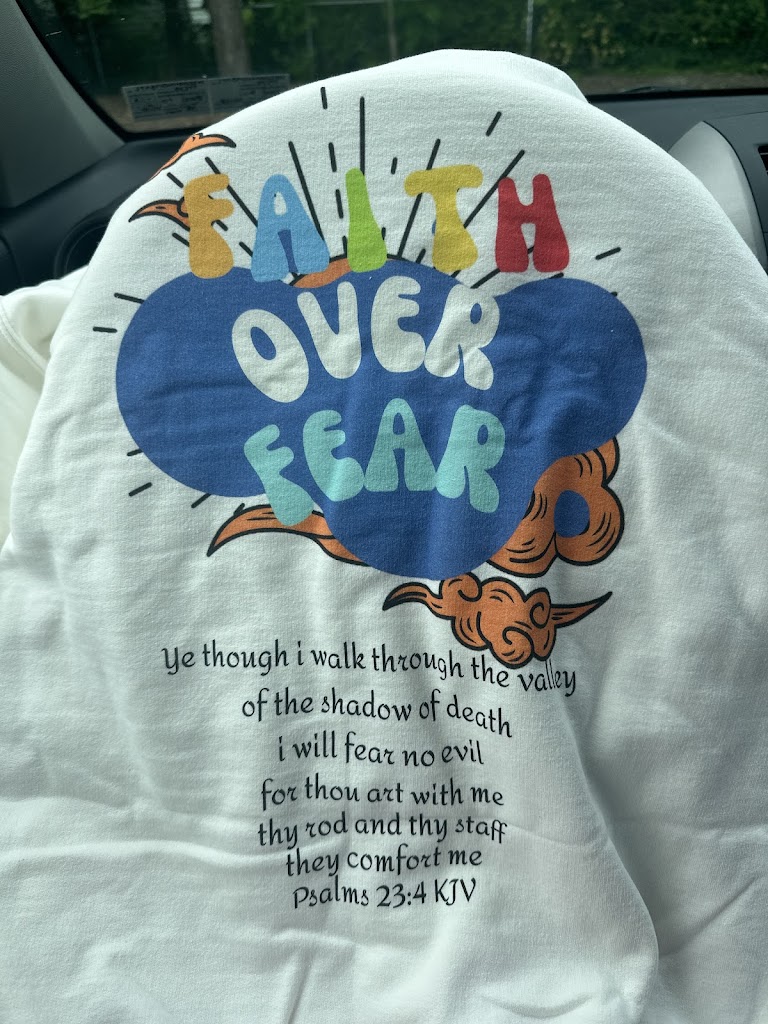 FAITH
OVER
FEAR
Ye though i walk through the valley
of the shadow of death
i will fear no evil
for thou art with me
thy rod and thy staff
they comfort me
Psalms 23:4 KJV